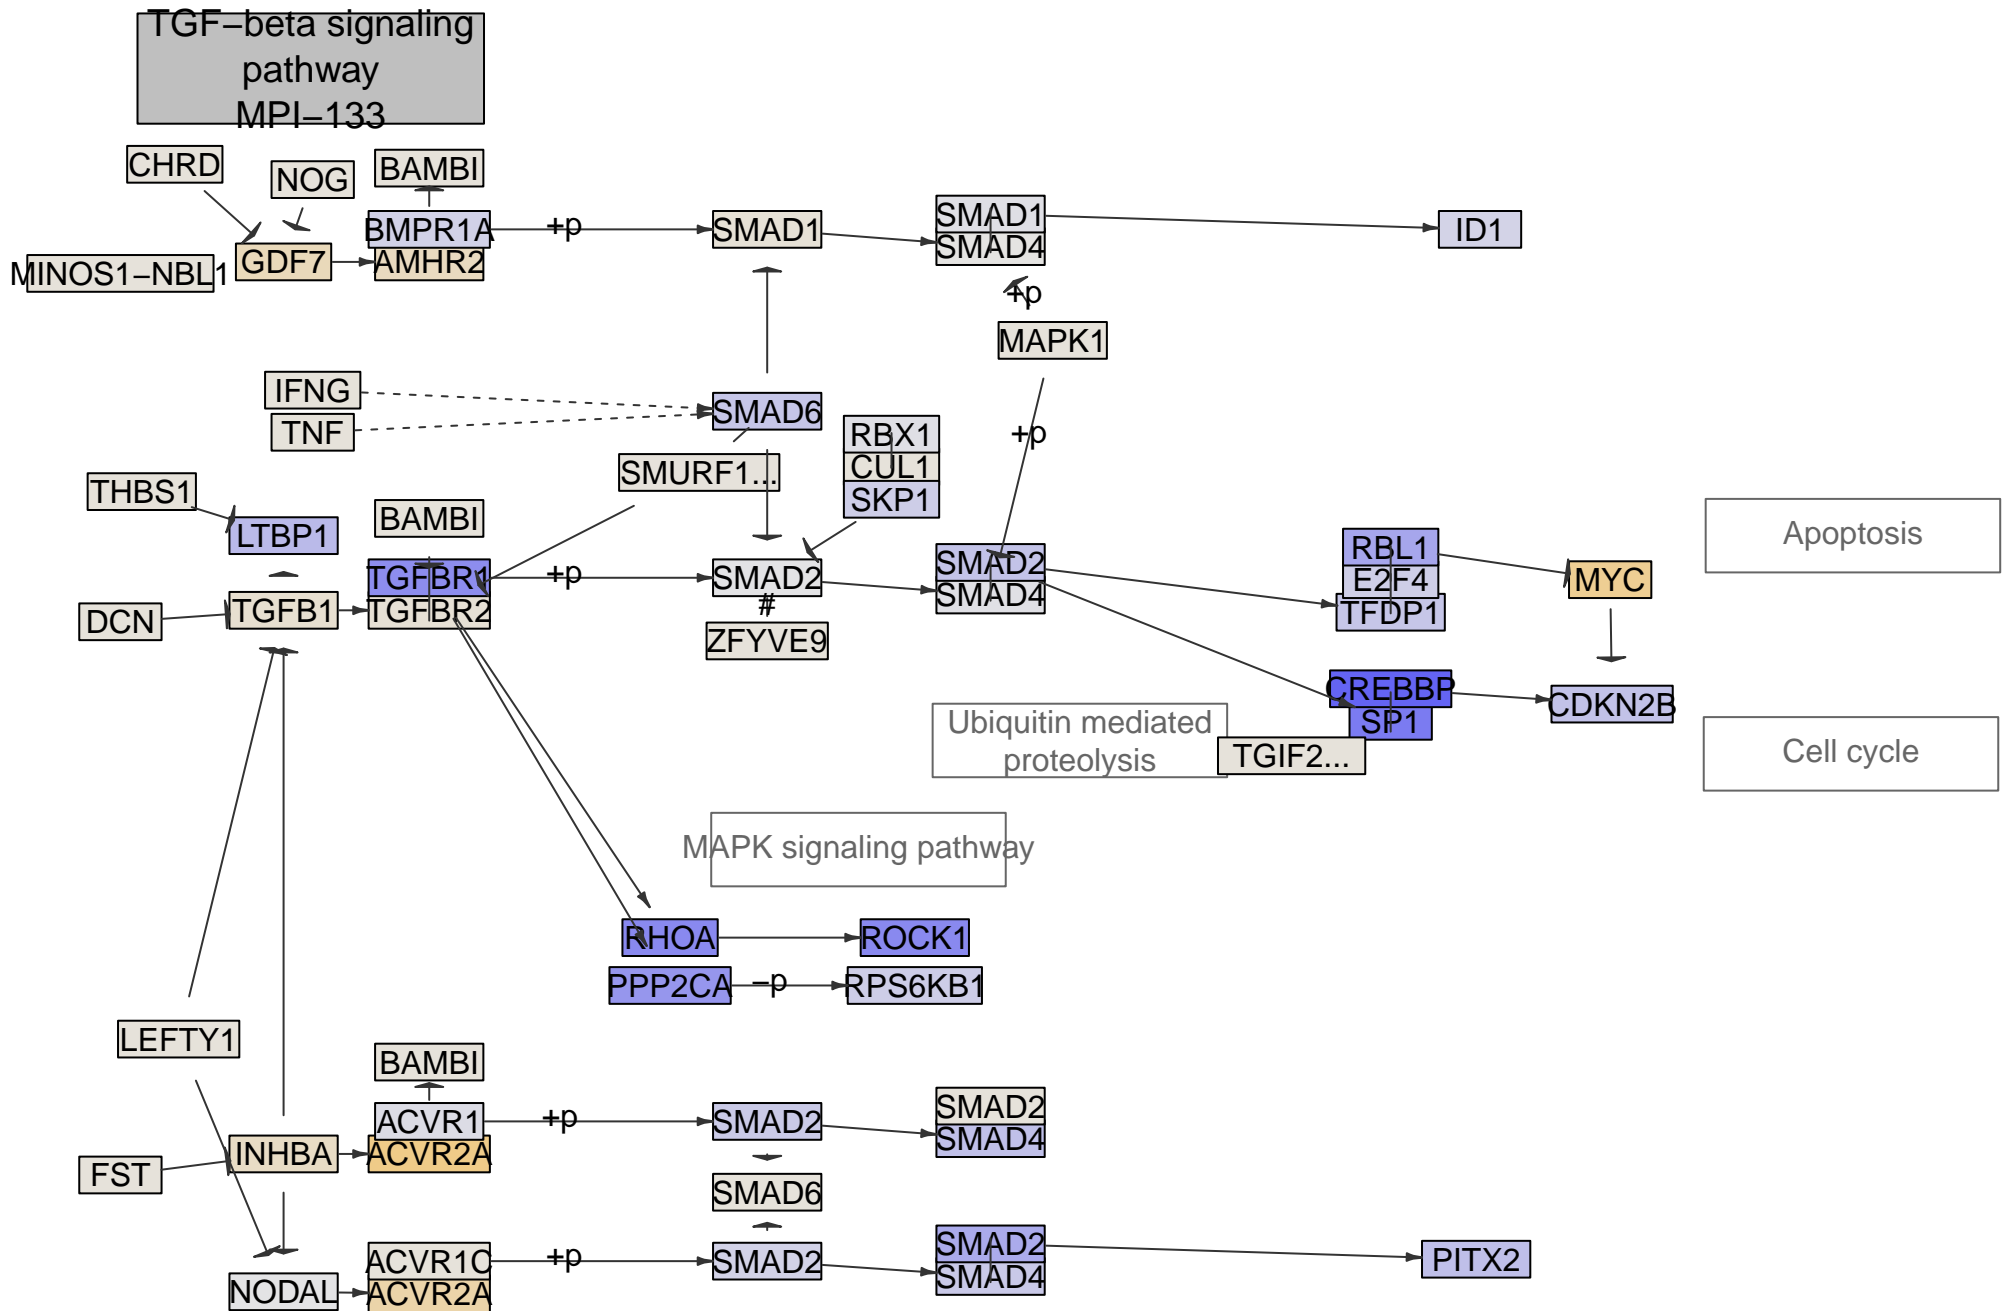 TGF−beta signaling
pathway
MPI−133
CHRD
NOG
BAMBI
BMPR1A
+p
SMAD1
SMAD1
SMAD4
ID1
MINOS1−NBL1
GDF7
AMHR2
+p
MAPK1
IFNG
TNF
SMAD6
RBX1
CUL1
SKP1
+p
SMURF1...
THBS1
LTBP1
BAMBI
TGFBR1
TGFBR2
+p
SMAD2
#
ZFYVE9
SMAD2
SMAD4
RBL1
E2F4
TFDP1
MYC
Apoptosis
DCN
TGFB1
CREBBP
SP1
CDKN2B
Ubiquitin mediated
proteolysis
TGIF2...
Cell cycle
MAPK signaling pathway
RHOA
ROCK1
PPP2CA
−p
RPS6KB1
LEFTY1
BAMBI
ACVR1
+p
SMAD2
SMAD2
SMAD4
FST
INHBA
ACVR2A
SMAD6
ACVR1C
+p
SMAD2
SMAD2
SMAD4
PITX2
NODAL
ACVR2A